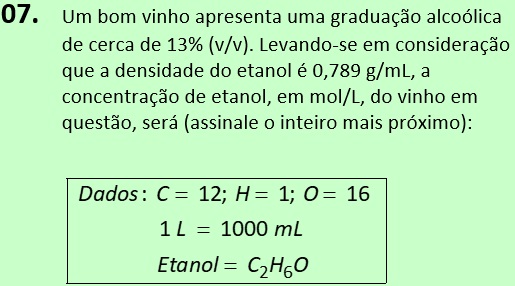 07. Um bom vinho apresenta uma graduação alcoólica
de cerca de 13% (v/v). Levando-se em consideração
que a densidade do etanol é 0,789 g/mL, a
concentração de etanol, em mol/L, do vinho em
questão, será (assinale o inteiro mais próximo):
Dados: C = 12; H = 1; O = 16
1 L = 1000 mL
Etanol = C₂H₆O